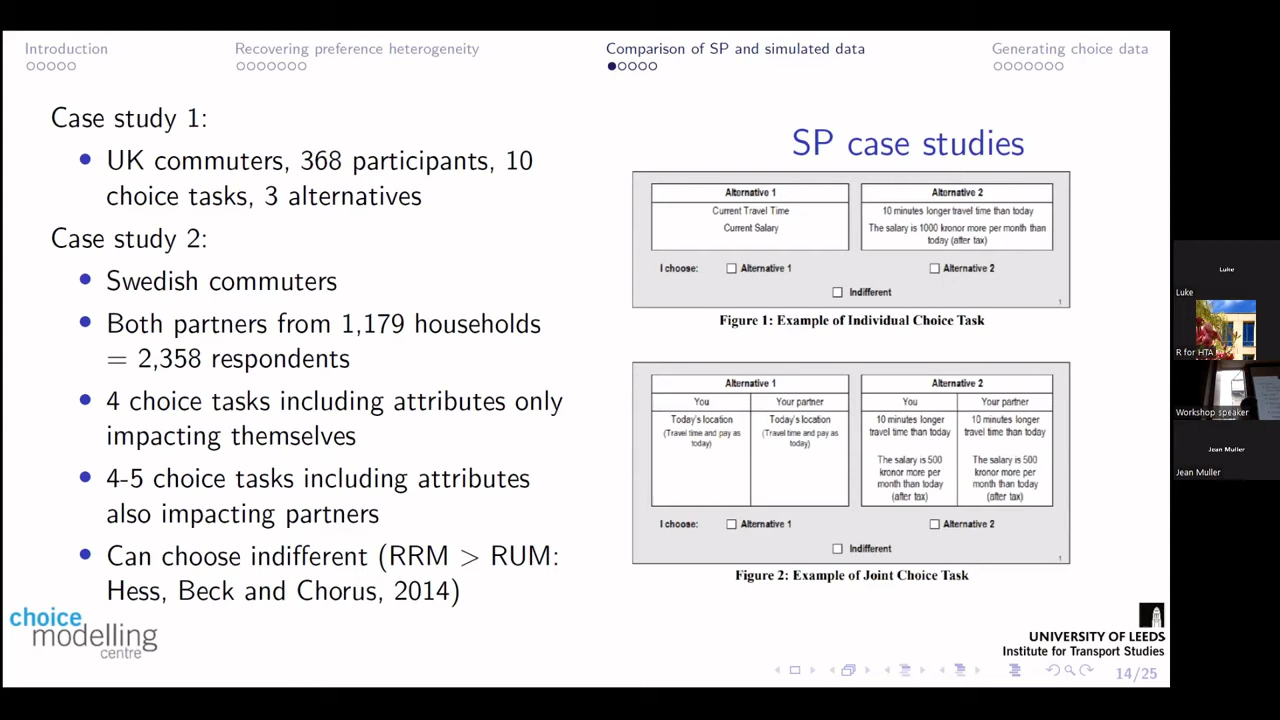 Introduction
Recovering preference heterogeneity
Comparison of SP and simulated data
Generating choice data
Case study 1:
UK commuters, 368 participants, 10
choice tasks, 3 alternatives
Case study 2:
Swedish commuters
Both partners from 1,179 households
= 2,358 respondents
4 choice tasks including attributes only
impacting themselves
4-5 choice tasks including attributes
also impacting partners
Can choose indifferent (RRM > RUM:
Hess, Beck and Chorus, 2014)
SP case studies
Alternative 1
Current Travel Time
Current Salary
Alternative 2
10 minutes longer travel time than today
The salary is 1000 kronor more per month than
today (after tax)
I choose:
Alternative 1
Alternative 2
Indifferent
1
Figure 1: Example of Individual Choice Task
Alternative 1
You
Your partner
Today's location
(Travel time and pay as
today)
Today's location
(Travel time and pay as
today)
Alternative 2
You
Your partner
10 minutes longer
travel time than today
The salary is 500
kronor more per
month than today
(after tax)
10 minutes longer
travel time than today
The salary is 500
kronor more per
month than today
(after tax)
I choose:
Alternative 1
Alternative 2
Indifferent
1
Figure 2: Example of Joint Choice Task
choice
modelling
centre
UNIVERSITY OF LEEDS
Institute for Transport Studies
14/25
Luke
Luke
R for HTA
Workshop speaker
Jean Muller
Jean Muller